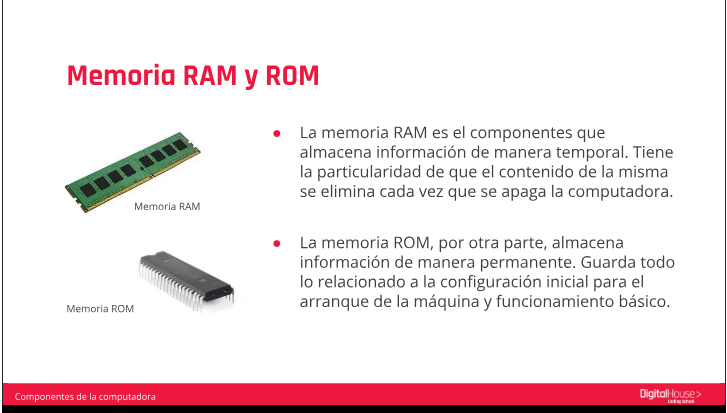 Memoria RAM y ROM
La memoria RAM es el componentes que
almacena información de manera temporal. Tiene
la particularidad de que el contenido de la misma
se elimina cada vez que se apaga la computadora.
Memoria RAM
La memoria ROM, por otra parte, almacena
información de manera permanente. Guarda todo
lo relacionado a la configuración inicial para el
arranque de la máquina y funcionamiento básico.
Memoria ROM
Componentes de la computadora
DigitalHouse>
Coding School